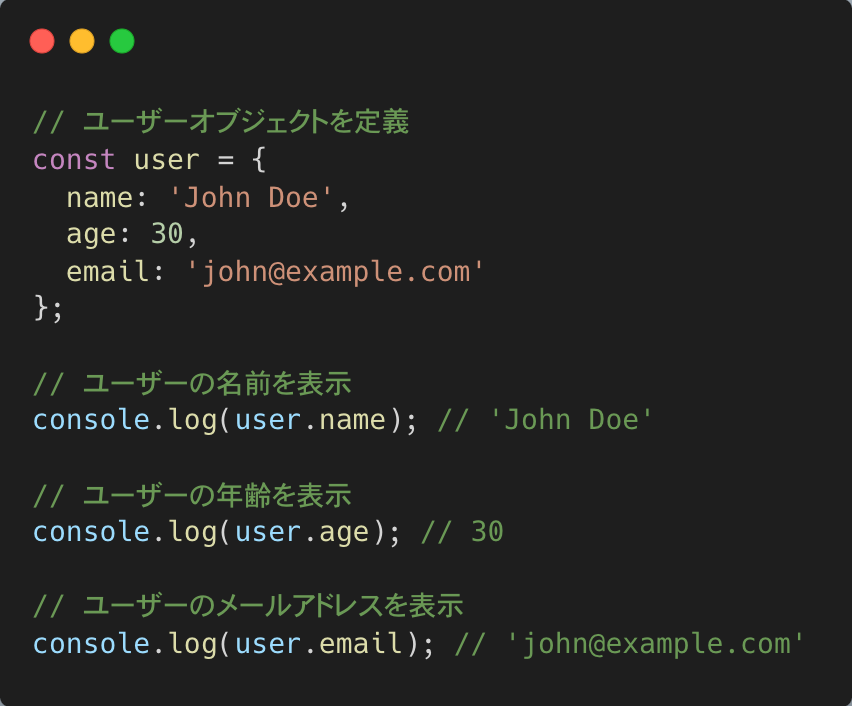 // ユーザーオブジェクトを定義
const user = {
  name: 'John Doe',
  age: 30,
  email: 'john@example.com'
};

// ユーザーの名前を表示
console.log(user.name); // 'John Doe'

// ユーザーの年齢を表示
console.log(user.age); // 30

// ユーザーのメールアドレスを表示
console.log(user.email); // 'john@example.com'